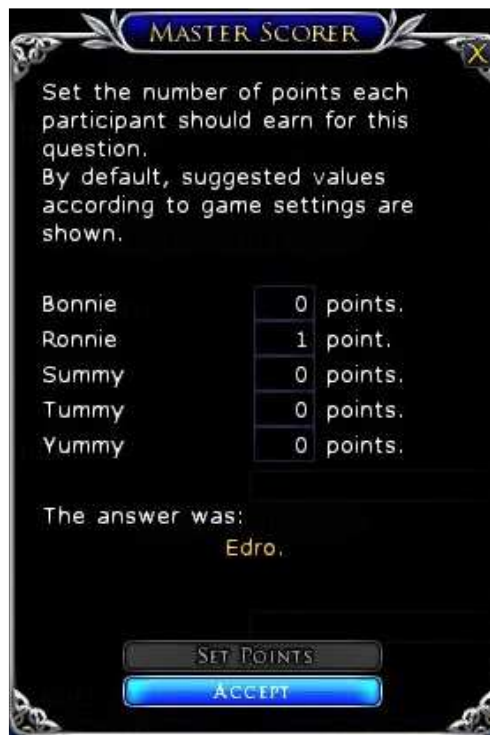 MASTER SCORER
X
Set the number of points each
participant should earn for this
question.
By default, suggested values
according to game settings are
shown.
Bonnie 0 points.
Ronnie 1 point.
Summy 0 points.
Tummy 0 points.
Yummy 0 points.
The answer was:
Edro.
SET POINTS
ACCEPT